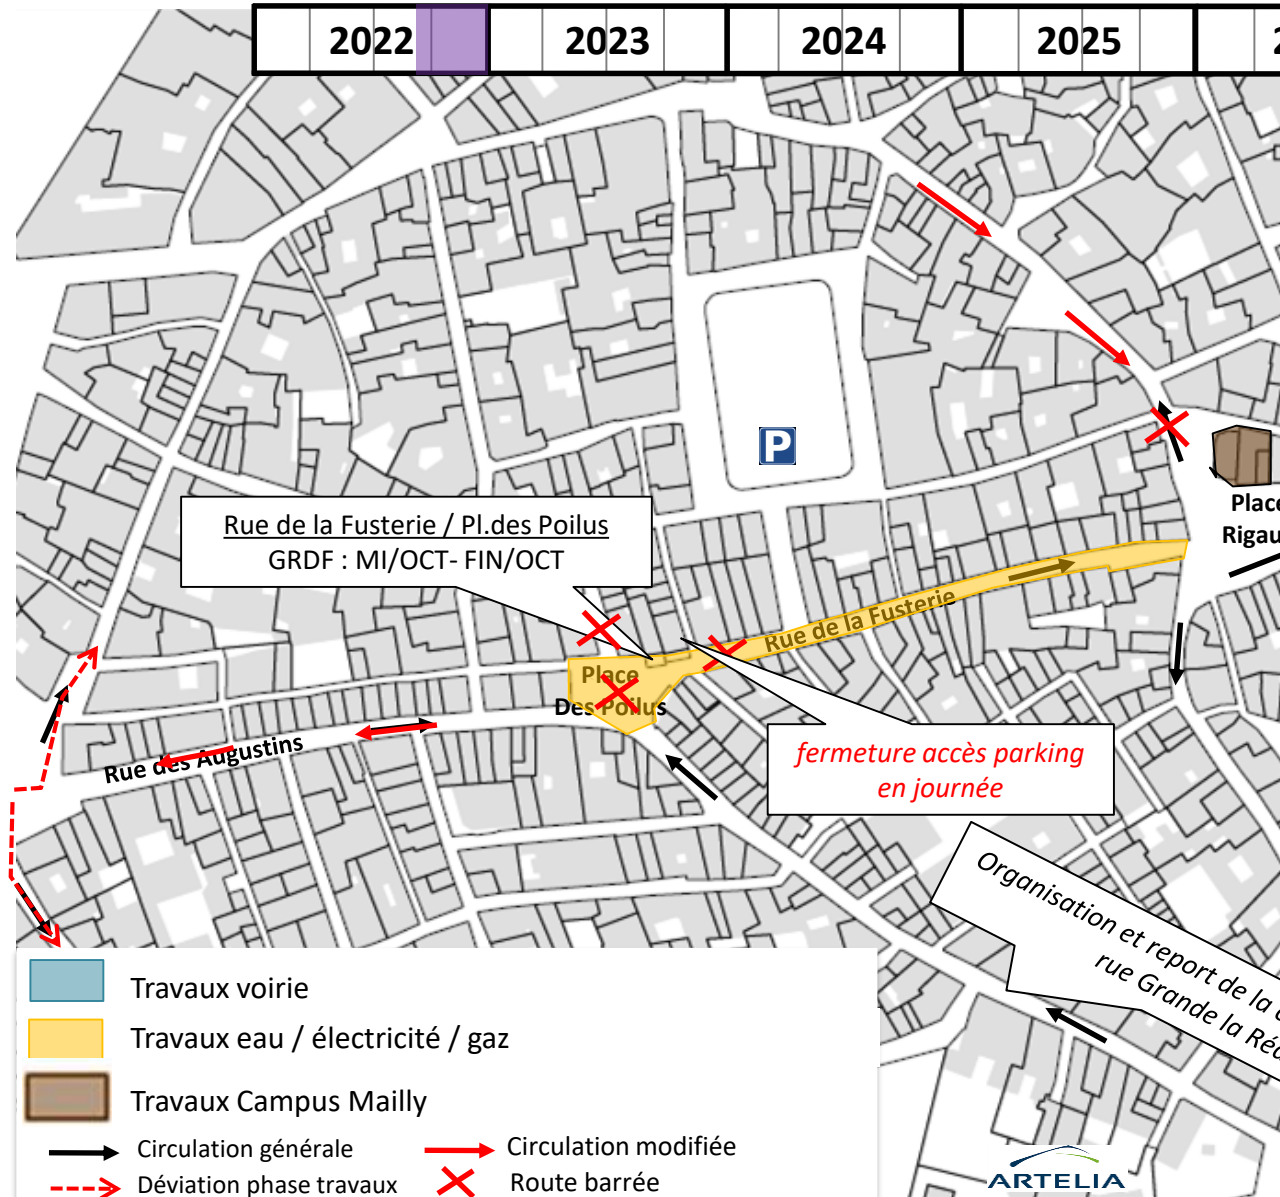 2022 2023 2024 2025
P
Rue de la Fusterie / Pl.des Poilus
GRDF : MI/OCT- FIN/OCT
Place
Rue de la Fusterie
Place
Des Poilus
Rue des Augustins
fermeture accès parking
en journée
Organisation et report de la
rue Grande la
Travaux voirie
Travaux eau / électricité / gaz
Travaux Campus Mailly
Circulation générale
Circulation modifiée
Déviation phase travaux
Route barrée
ARTELIA